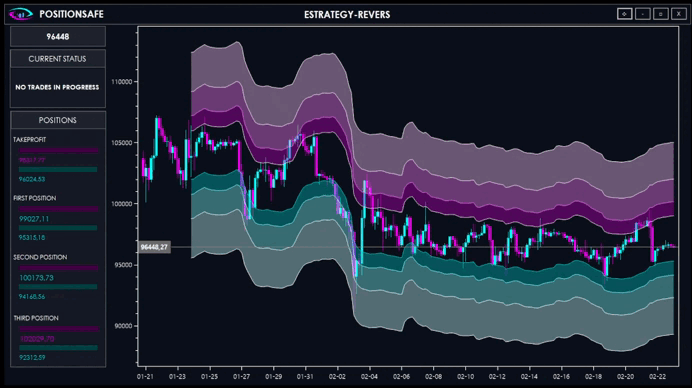 POSITIONSAFE
ESTRATEGY-REVERS
- = X
96448
CURRENT STATUS
NO TRADES IN PROGREESS
POSITIONS
TAKEPROFIT
96024,53
FIRST POSITION
99027,11
95315,18
SECOND POSITION
100173,73
94168,56
THIRD POSITION
92312,59
110000
105000
100000
96448,27
95000
90000
01-21 01-23 01-25 01-27 01-29 01-31 02-02 02-04 02-06 02-08 02-10 02-12 02-14 02-16 02-18 02-20 02-22